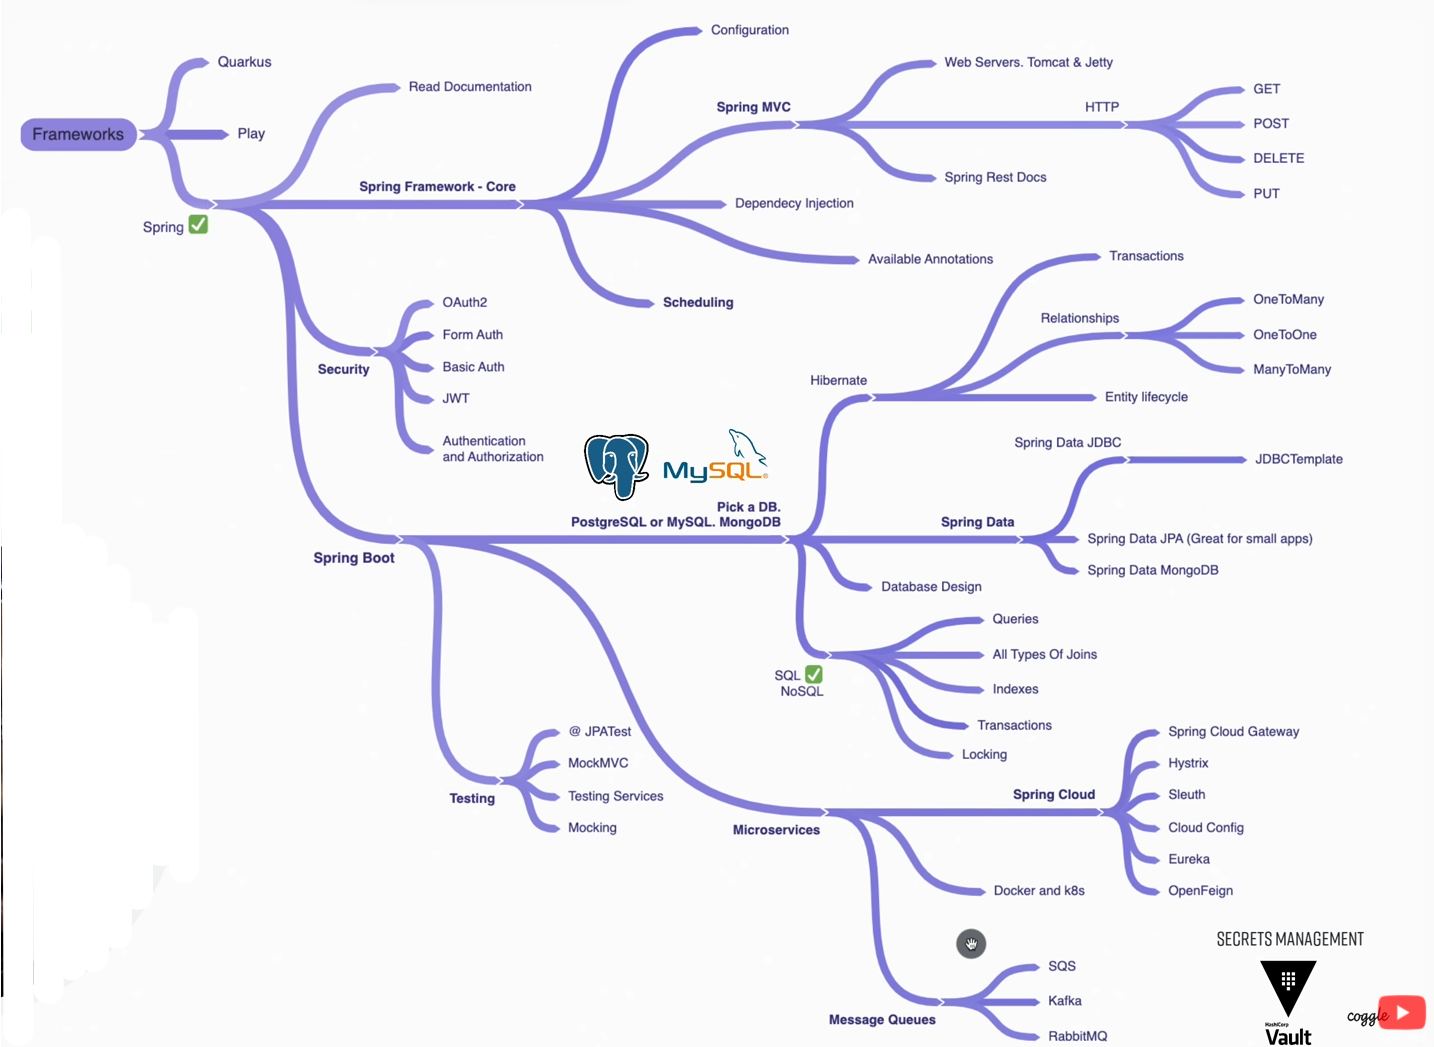 Frameworks
Quarkus
Play
Spring
Read Documentation
Spring Framework - Core
Configuration
Spring MVC
Web Servers. Tomcat & Jetty
HTTP
GET
POST
DELETE
PUT
Spring Rest Docs
Dependecy Injection
Available Annotations
Scheduling
Security
OAuth2
Form Auth
Basic Auth
JWT
Authentication
and Authorization
Spring Boot
MySQL
Pick a DB.
PostgreSQL or MySQL. MongoDB
Hibernate
Transactions
Relationships
OneToMany
OneToOne
ManyToMany
Entity lifecycle
Spring Data
Spring Data JDBC
JDBCTemplate
Spring Data JPA (Great for small apps)
Spring Data MongoDB
Database Design
SQL
NoSQL
Queries
All Types Of Joins
Indexes
Transactions
Locking
Testing
@ JPATest
MockMVC
Testing Services
Mocking
Microservices
Spring Cloud
Spring Cloud Gateway
Hystrix
Sleuth
Cloud Config
Eureka
OpenFeign
Docker and k8s
Message Queues
SQS
Kafka
RabbitMQ
SECRETS MANAGEMENT
HashiCorp
Vault
coggle